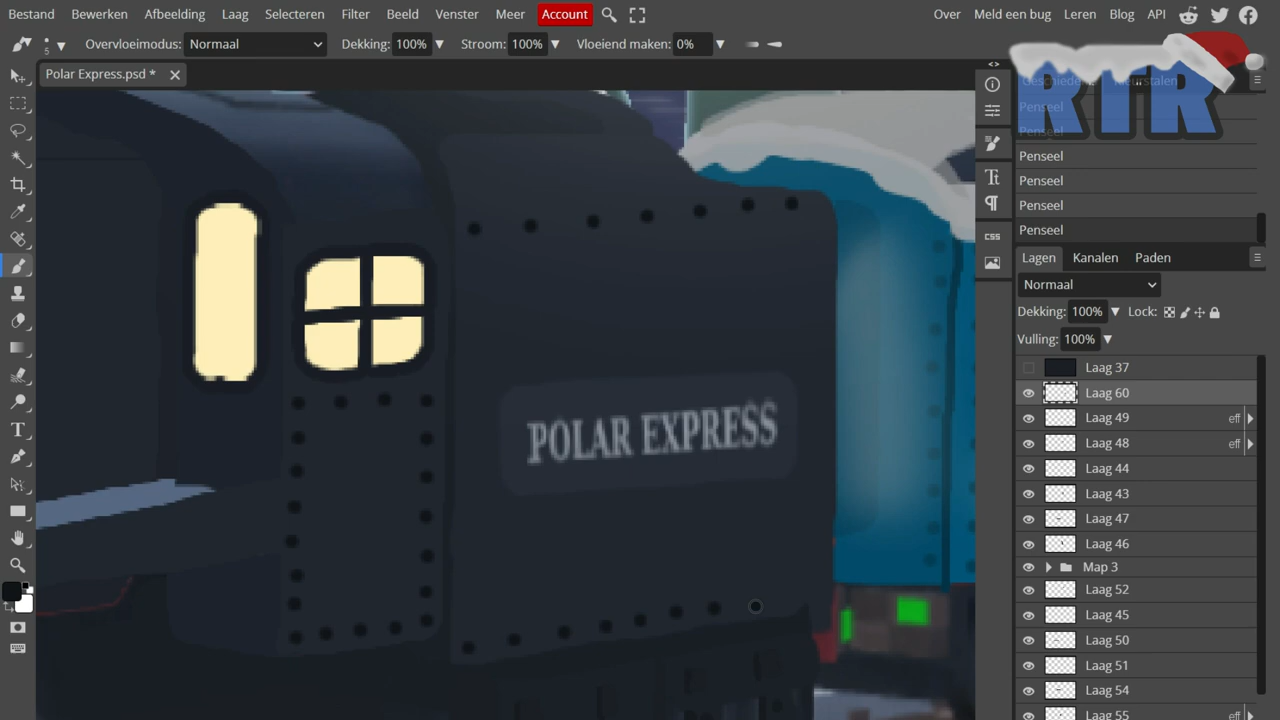 Bestand Bewerken Afbeelding Laag Selecteren Filter Beeld Venster Meer Account Over Meld een bug Leren Blog API
5 Overvloeimodus: Normaal Dekking: 100% Stroom: 100% Vloeiend maken: 0%
Polar Express.psd *
RTR
Penseel
Penseel
Penseel
Penseel
Penseel
Penseel
Lagen Kanalen Paden
Normaal
Dekking: 100% Lock:
Vulling: 100%
Laag 37
Laag 60
Laag 49 eff
Laag 48 eff
Laag 44
Laag 43
Laag 47
Laag 46
Map 3
Laag 52
Laag 45
Laag 50
Laag 51
Laag 54
Laag 55 eff
CSS
POLAR EXPRESS